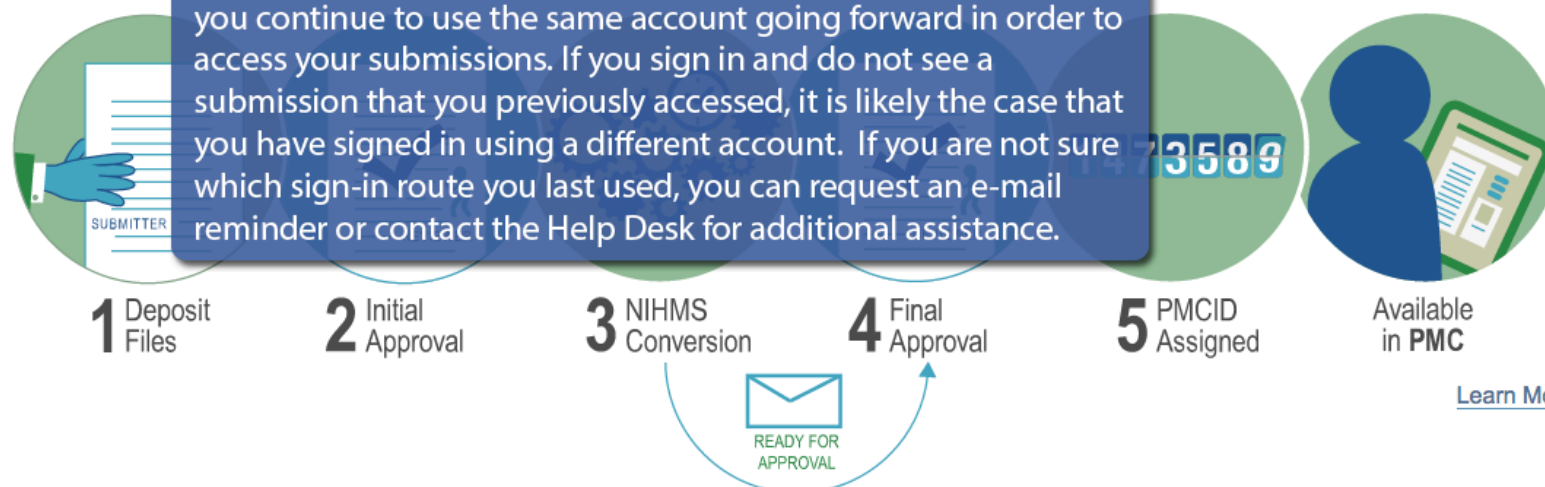 you continue to use the same account going forward in order to
access your submissions. If you sign in and do not see a
submission that you previously accessed, it is likely the case that
you have signed in using a different account.  If you are not sure
which sign-in route you last used, you can request an e-mail
reminder or contact the Help Desk for additional assistance.
SUBMITTER
1473589
1 Deposit
Files
2 Initial
Approval
3 NIHMS
Conversion
4 Final
Approval
5 PMCID
Assigned
Available
in PMC
READY FOR
APPROVAL
Learn